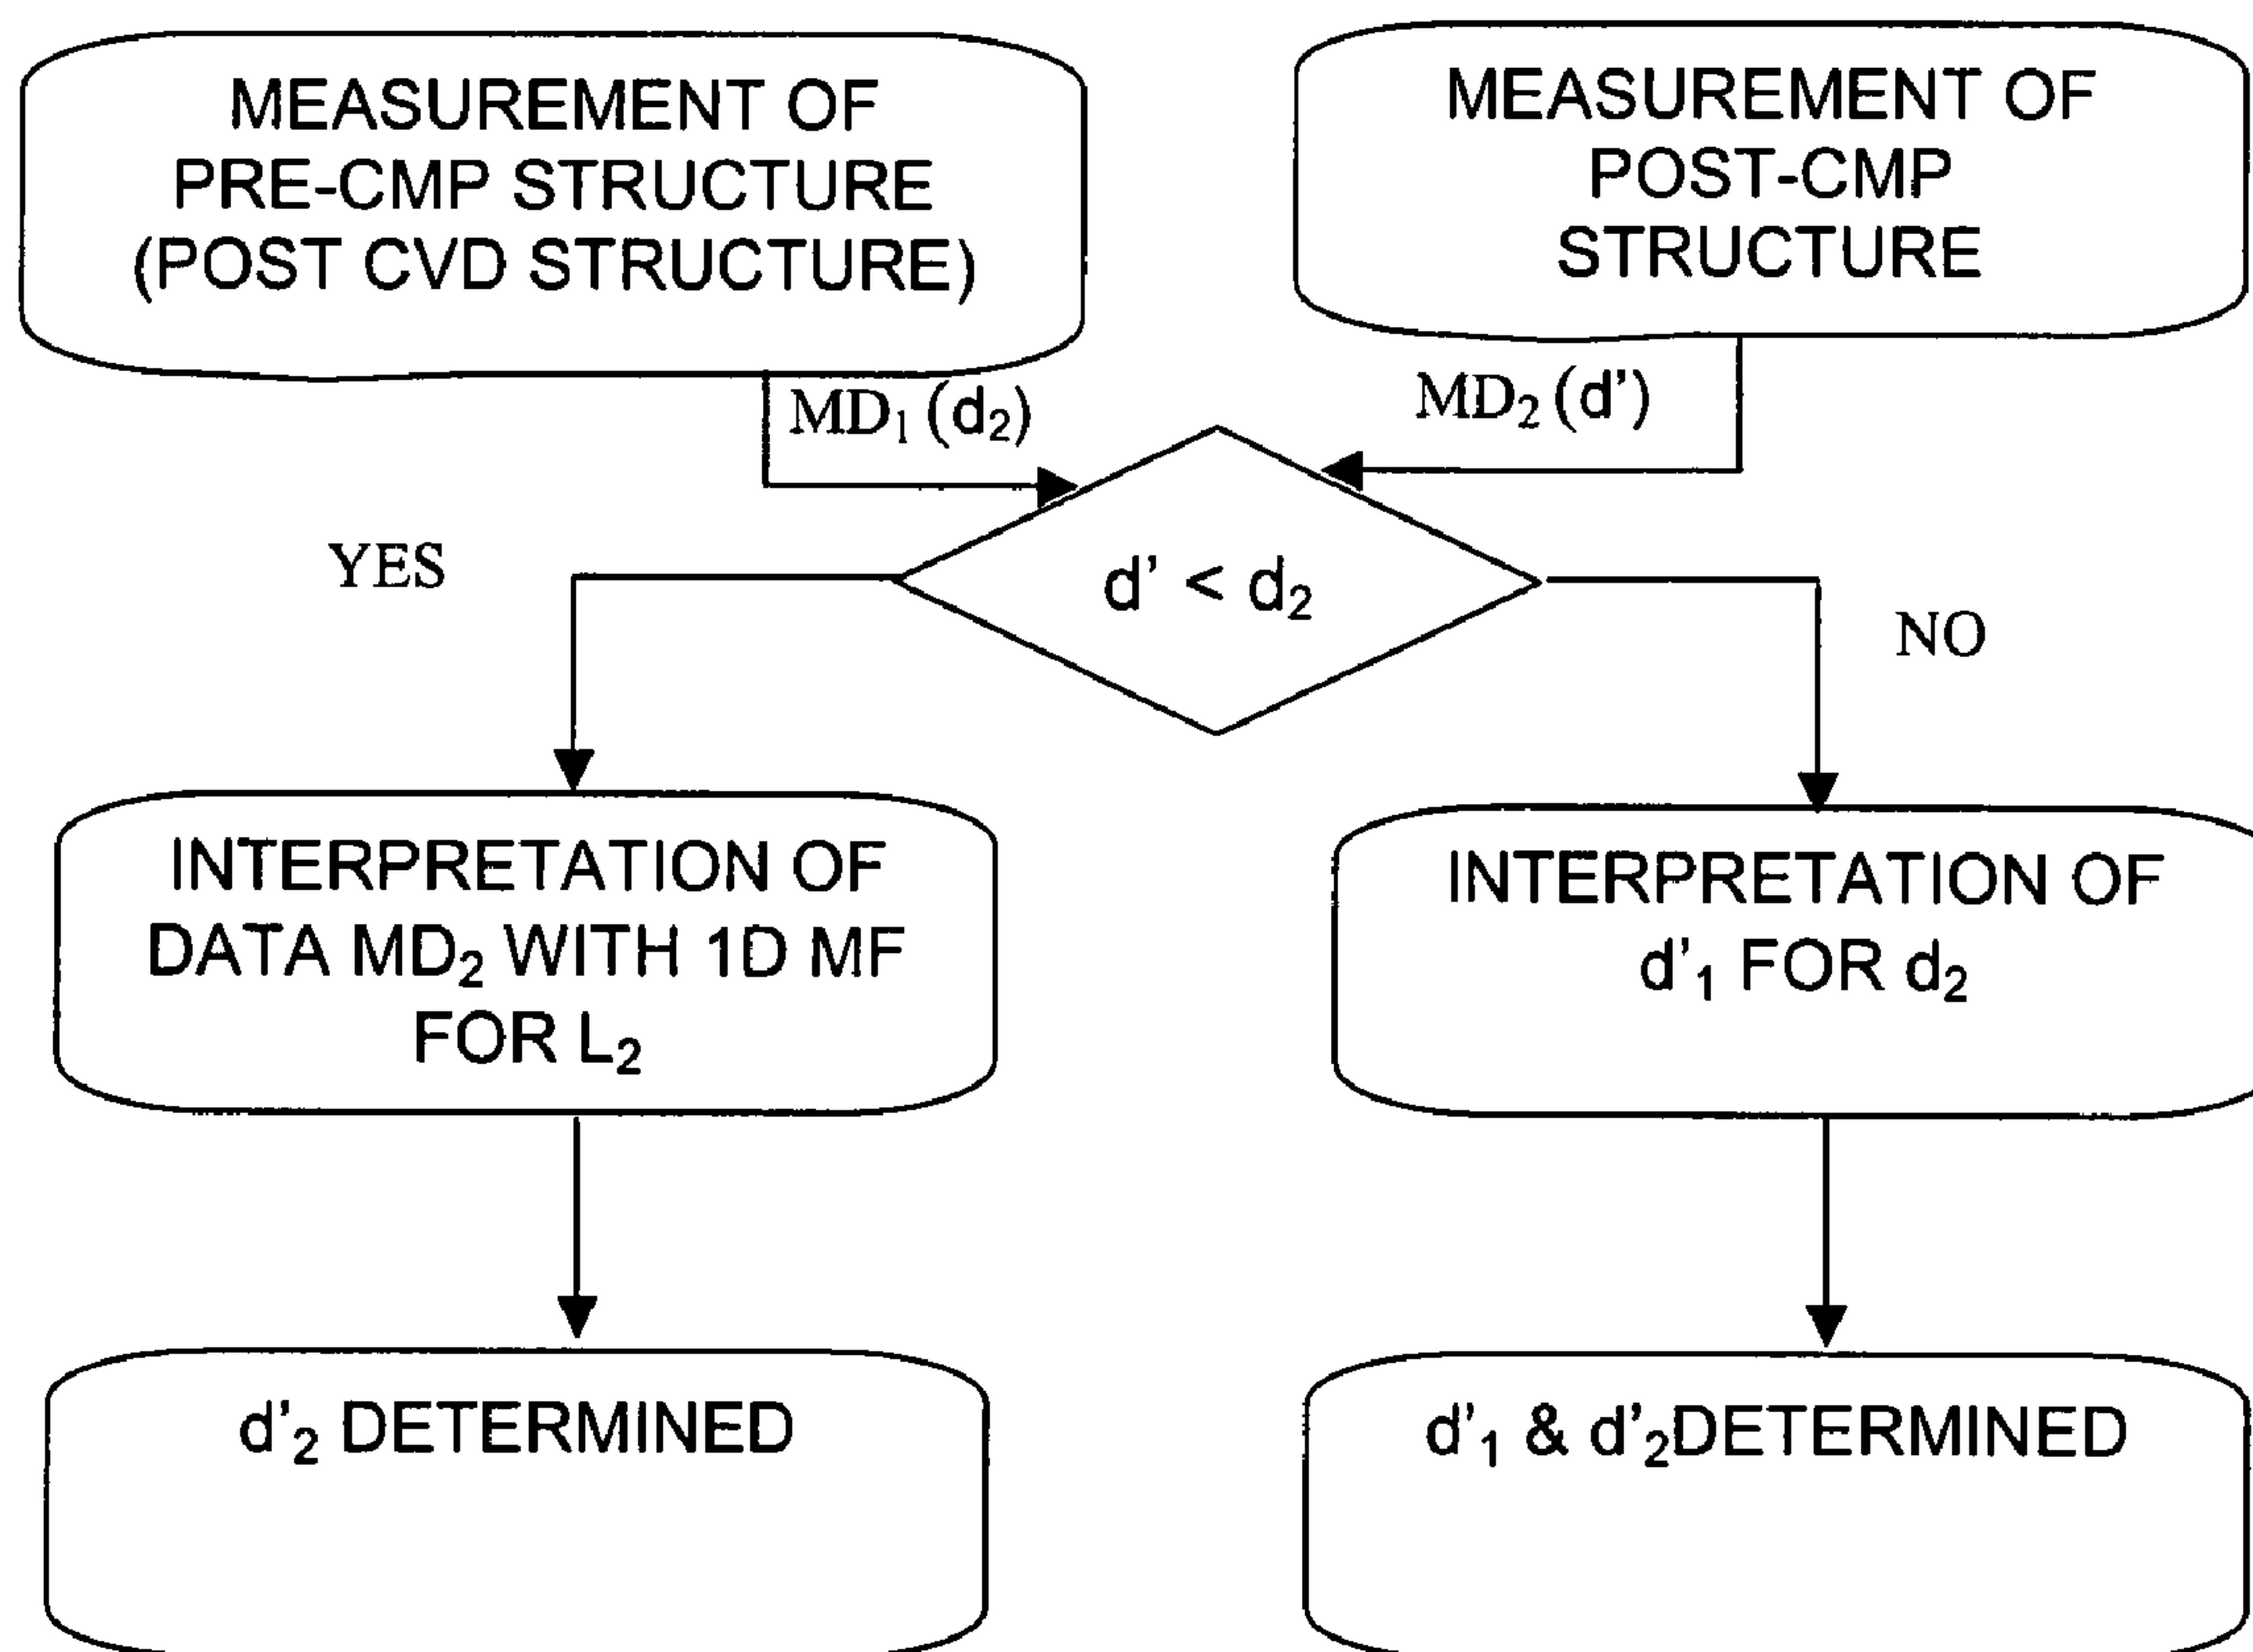 MEASUREMENT OF
PRE-CMP STRUCTURE
(POST CVD STRUCTURE)
MEASUREMENT OF
POST-CMP
STRUCTURE
MD₁ (d₂)
MD₂ (d')
YES
d' < d₂
NO
INTERPRETATION OF
DATA MD₂ WITH 1D MF
FOR L₂
INTERPRETATION OF
d'₁ FOR d₂
d'₂ DETERMINED
d'₁ & d'₂DETERMINED